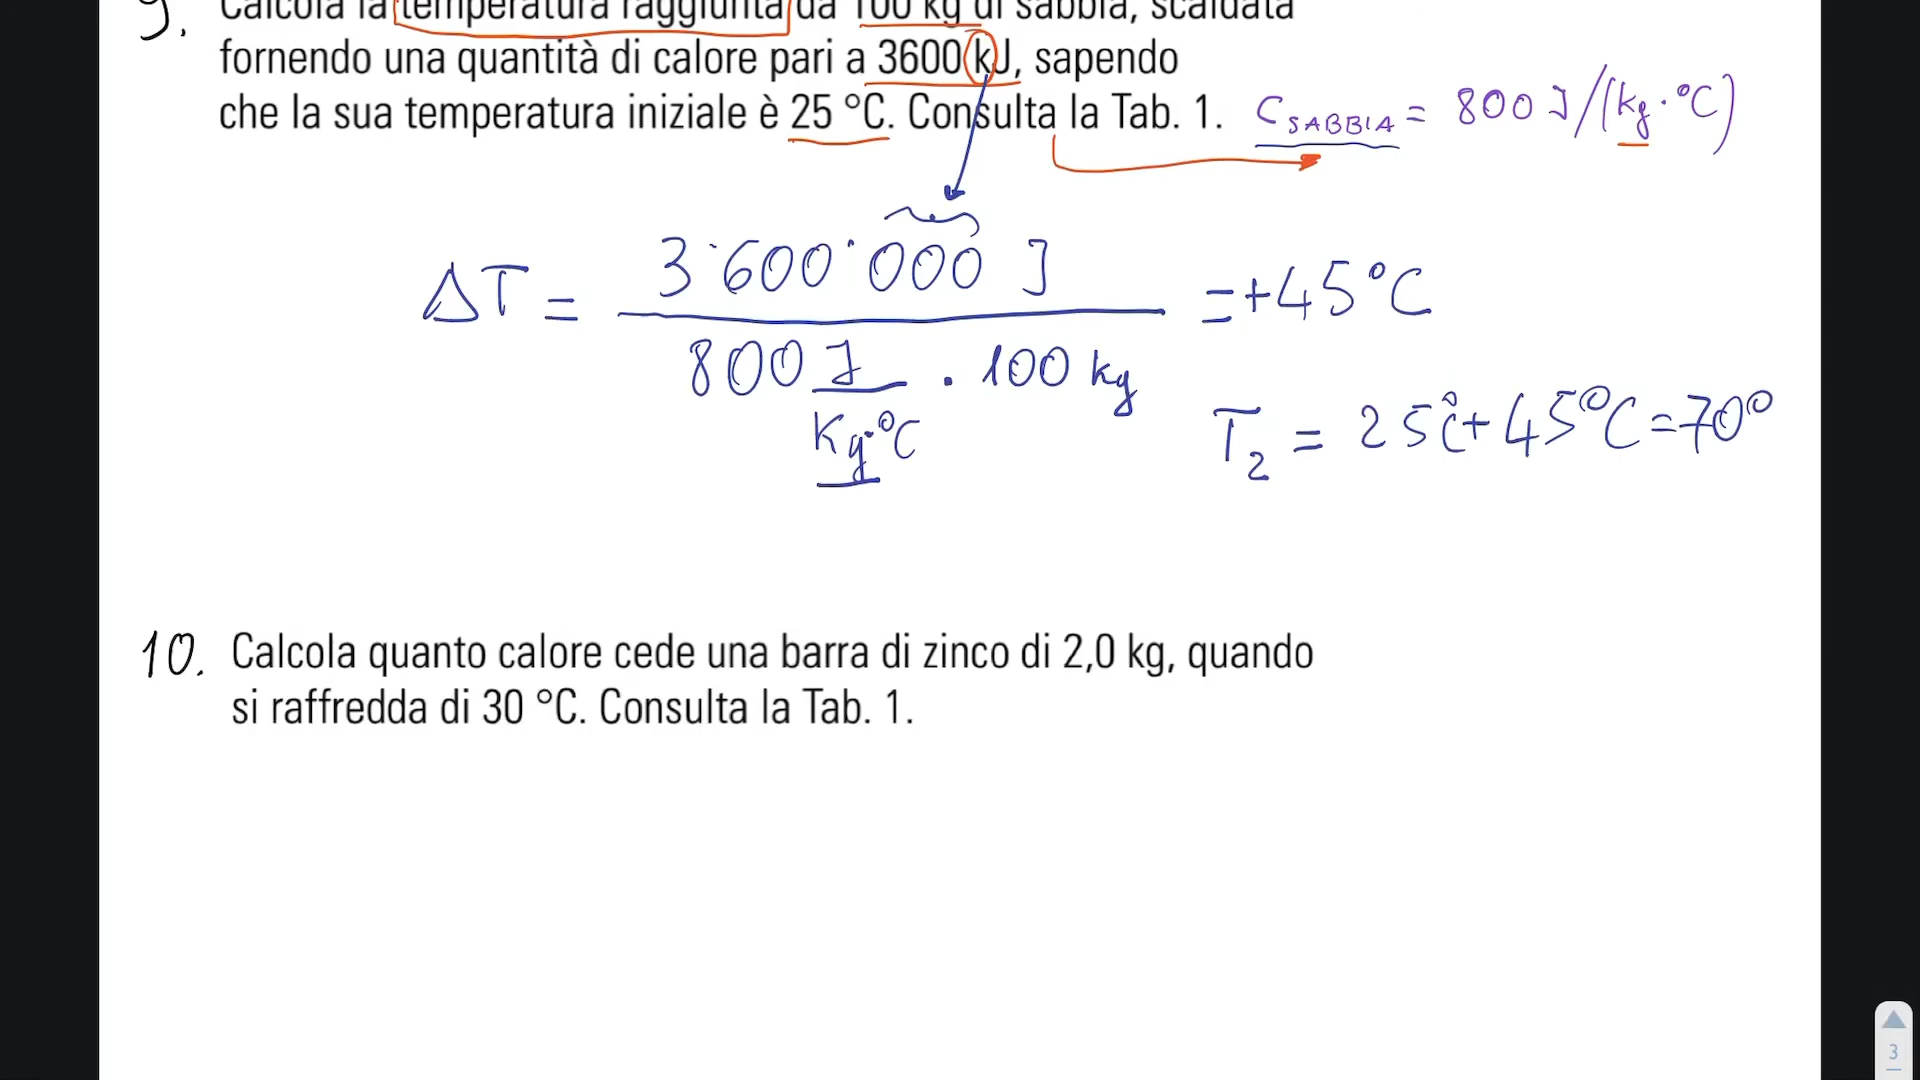 9.
Calcola la temperatura raggiunta da 100 kg di sabbia, scaldata
fornendo una quantità di calore pari a 3600 kJ, sapendo
che la sua temperatura iniziale è 25 °C. Consulta la Tab. 1. C SABBIA = 800 J/(kg·°C)
ΔT = 3˙600˙000 J / 800 J/Kg·°C · 100 kg = +45°C
T2 = 25°C + 45°C = 70°
10. Calcola quanto calore cede una barra di zinco di 2,0 kg, quando
si raffredda di 30 °C. Consulta la Tab. 1.
3